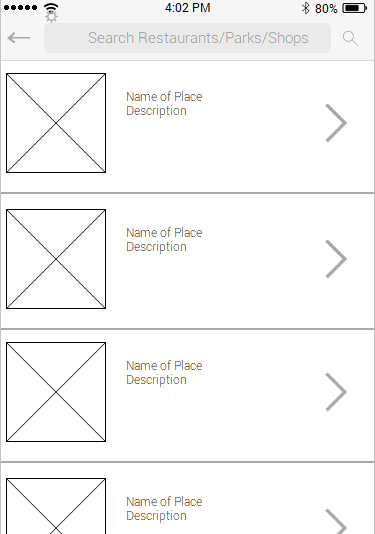 4:02 PM
80%
Search Restaurants/Parks/Shops
Name of Place
Description
Name of Place
Description
Name of Place
Description
Name of Place
Description